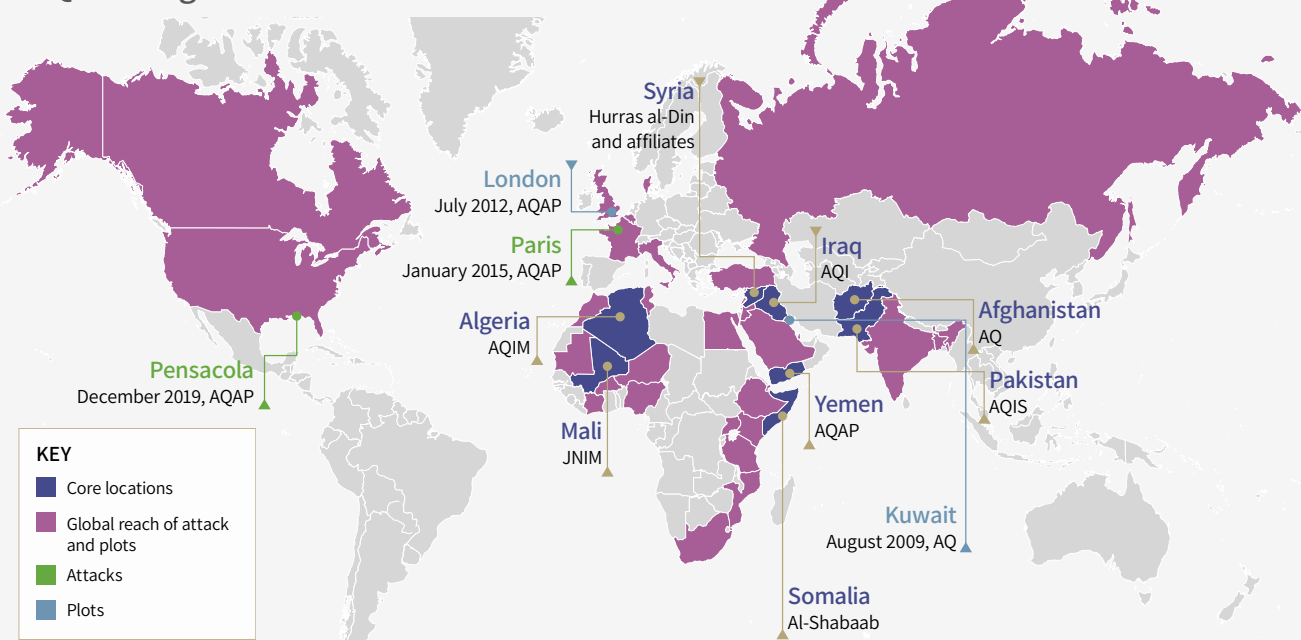 Syria
Hurras al-Din
and affiliates
London
July 2012, AQAP
Paris
January 2015, AQAP
Iraq
AQI
Algeria
AQIM
Afghanistan
AQ
Pensacola
December 2019, AQAP
Pakistan
AQIS
Yemen
AQAP
Mali
JNIM
Kuwait
August 2009, AQ
Somalia
Al-Shabaab
KEY
Core locations
Global reach of attack
and plots
Attacks
Plots